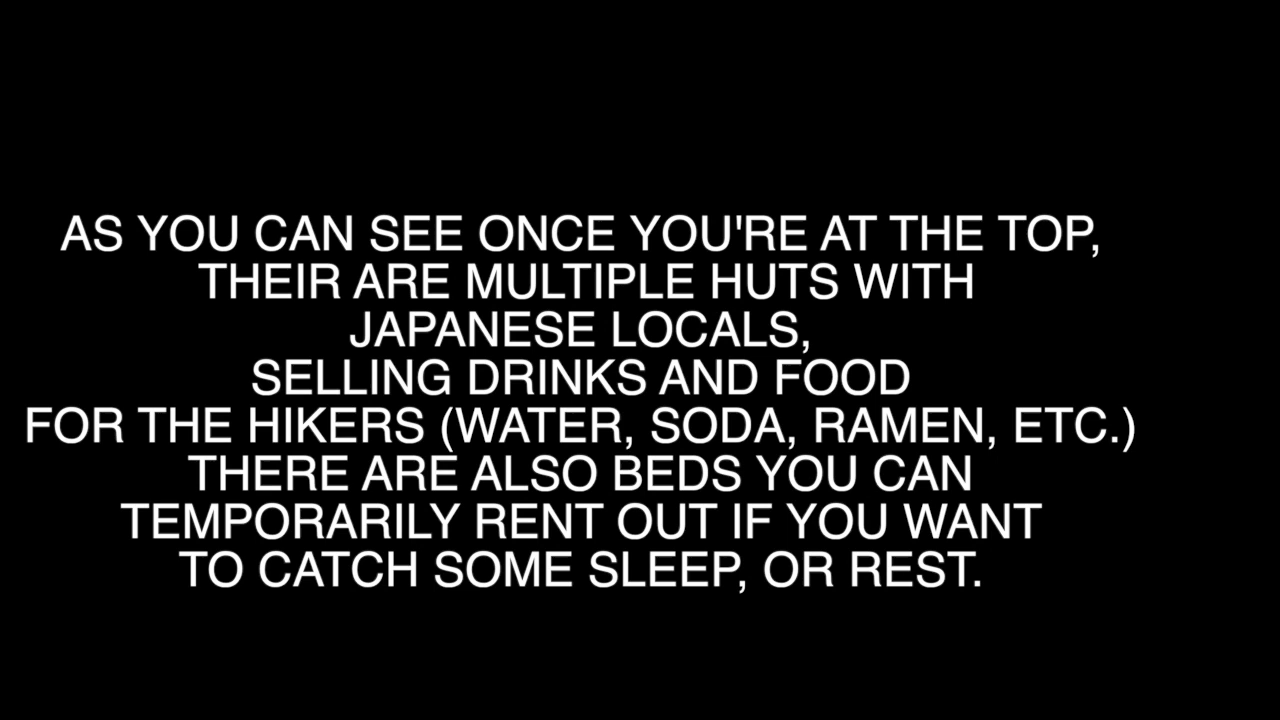 AS YOU CAN SEE ONCE YOU'RE AT THE TOP,
THEIR ARE MULTIPLE HUTS WITH
JAPANESE LOCALS,
SELLING DRINKS AND FOOD
FOR THE HIKERS (WATER, SODA, RAMEN, ETC.)
THERE ARE ALSO BEDS YOU CAN
TEMPORARILY RENT OUT IF YOU WANT
TO CATCH SOME SLEEP, OR REST.